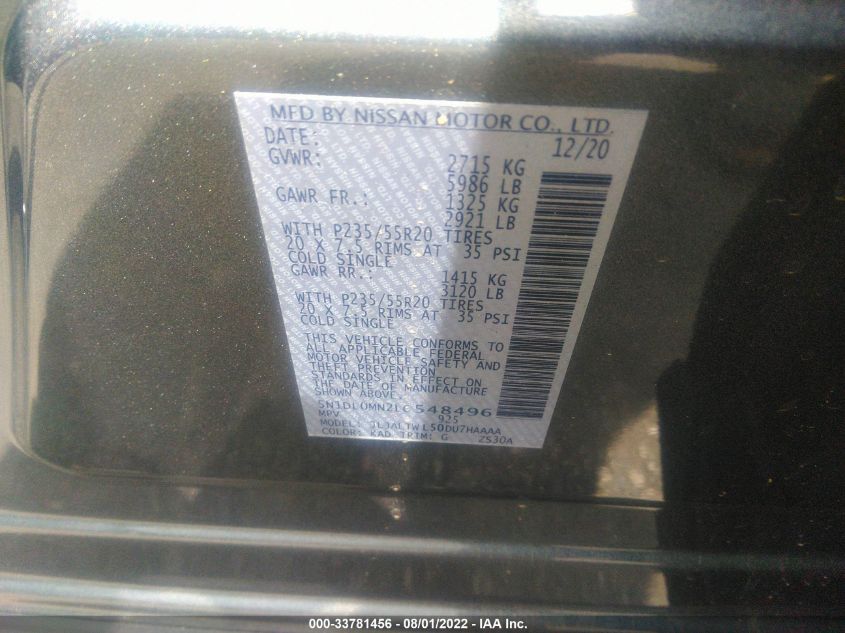 MFD BY NISSAN MOTOR CO., LTD.
DATE: 12/20
GVWR: 2715 KG
5986 LB
GAWR FR.: 1325 KG
2921 LB
WITH P235/55R20 TIRES
20 X 7.5 RIMS AT 35 PSI
COLD SINGLE
GAWR RR.: 1415 KG
3120 LB
WITH P235/55R20 TIRES
20 X 7.5 RIMS AT 35 PSI
COLD SINGLE
THIS VEHICLE CONFORMS TO
ALL APPLICABLE FEDERAL
MOTOR VEHICLE SAFETY AND
THEFT PREVENTION
STANDARDS IN EFFECT ON
THE DATE OF MANUFACTURE
SHOWN ABOVE.
5N1DL0MN2LC548496
MPV 925
MODEL:
COLOR: KAD TRIM: G ZS30A
000-33781456 - 08/01/2022 - IAA Inc.